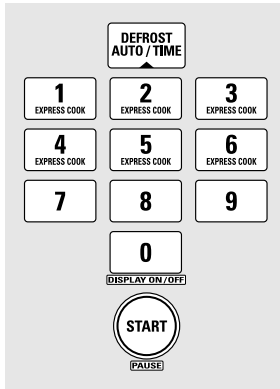 DEFROST
AUTO / TIME
1 2 3
EXPRESS COOK EXPRESS COOK EXPRESS COOK
4 5 6
EXPRESS COOK EXPRESS COOK EXPRESS COOK
7 8 9
0
DISPLAY ON/OFF
START
PAUSE